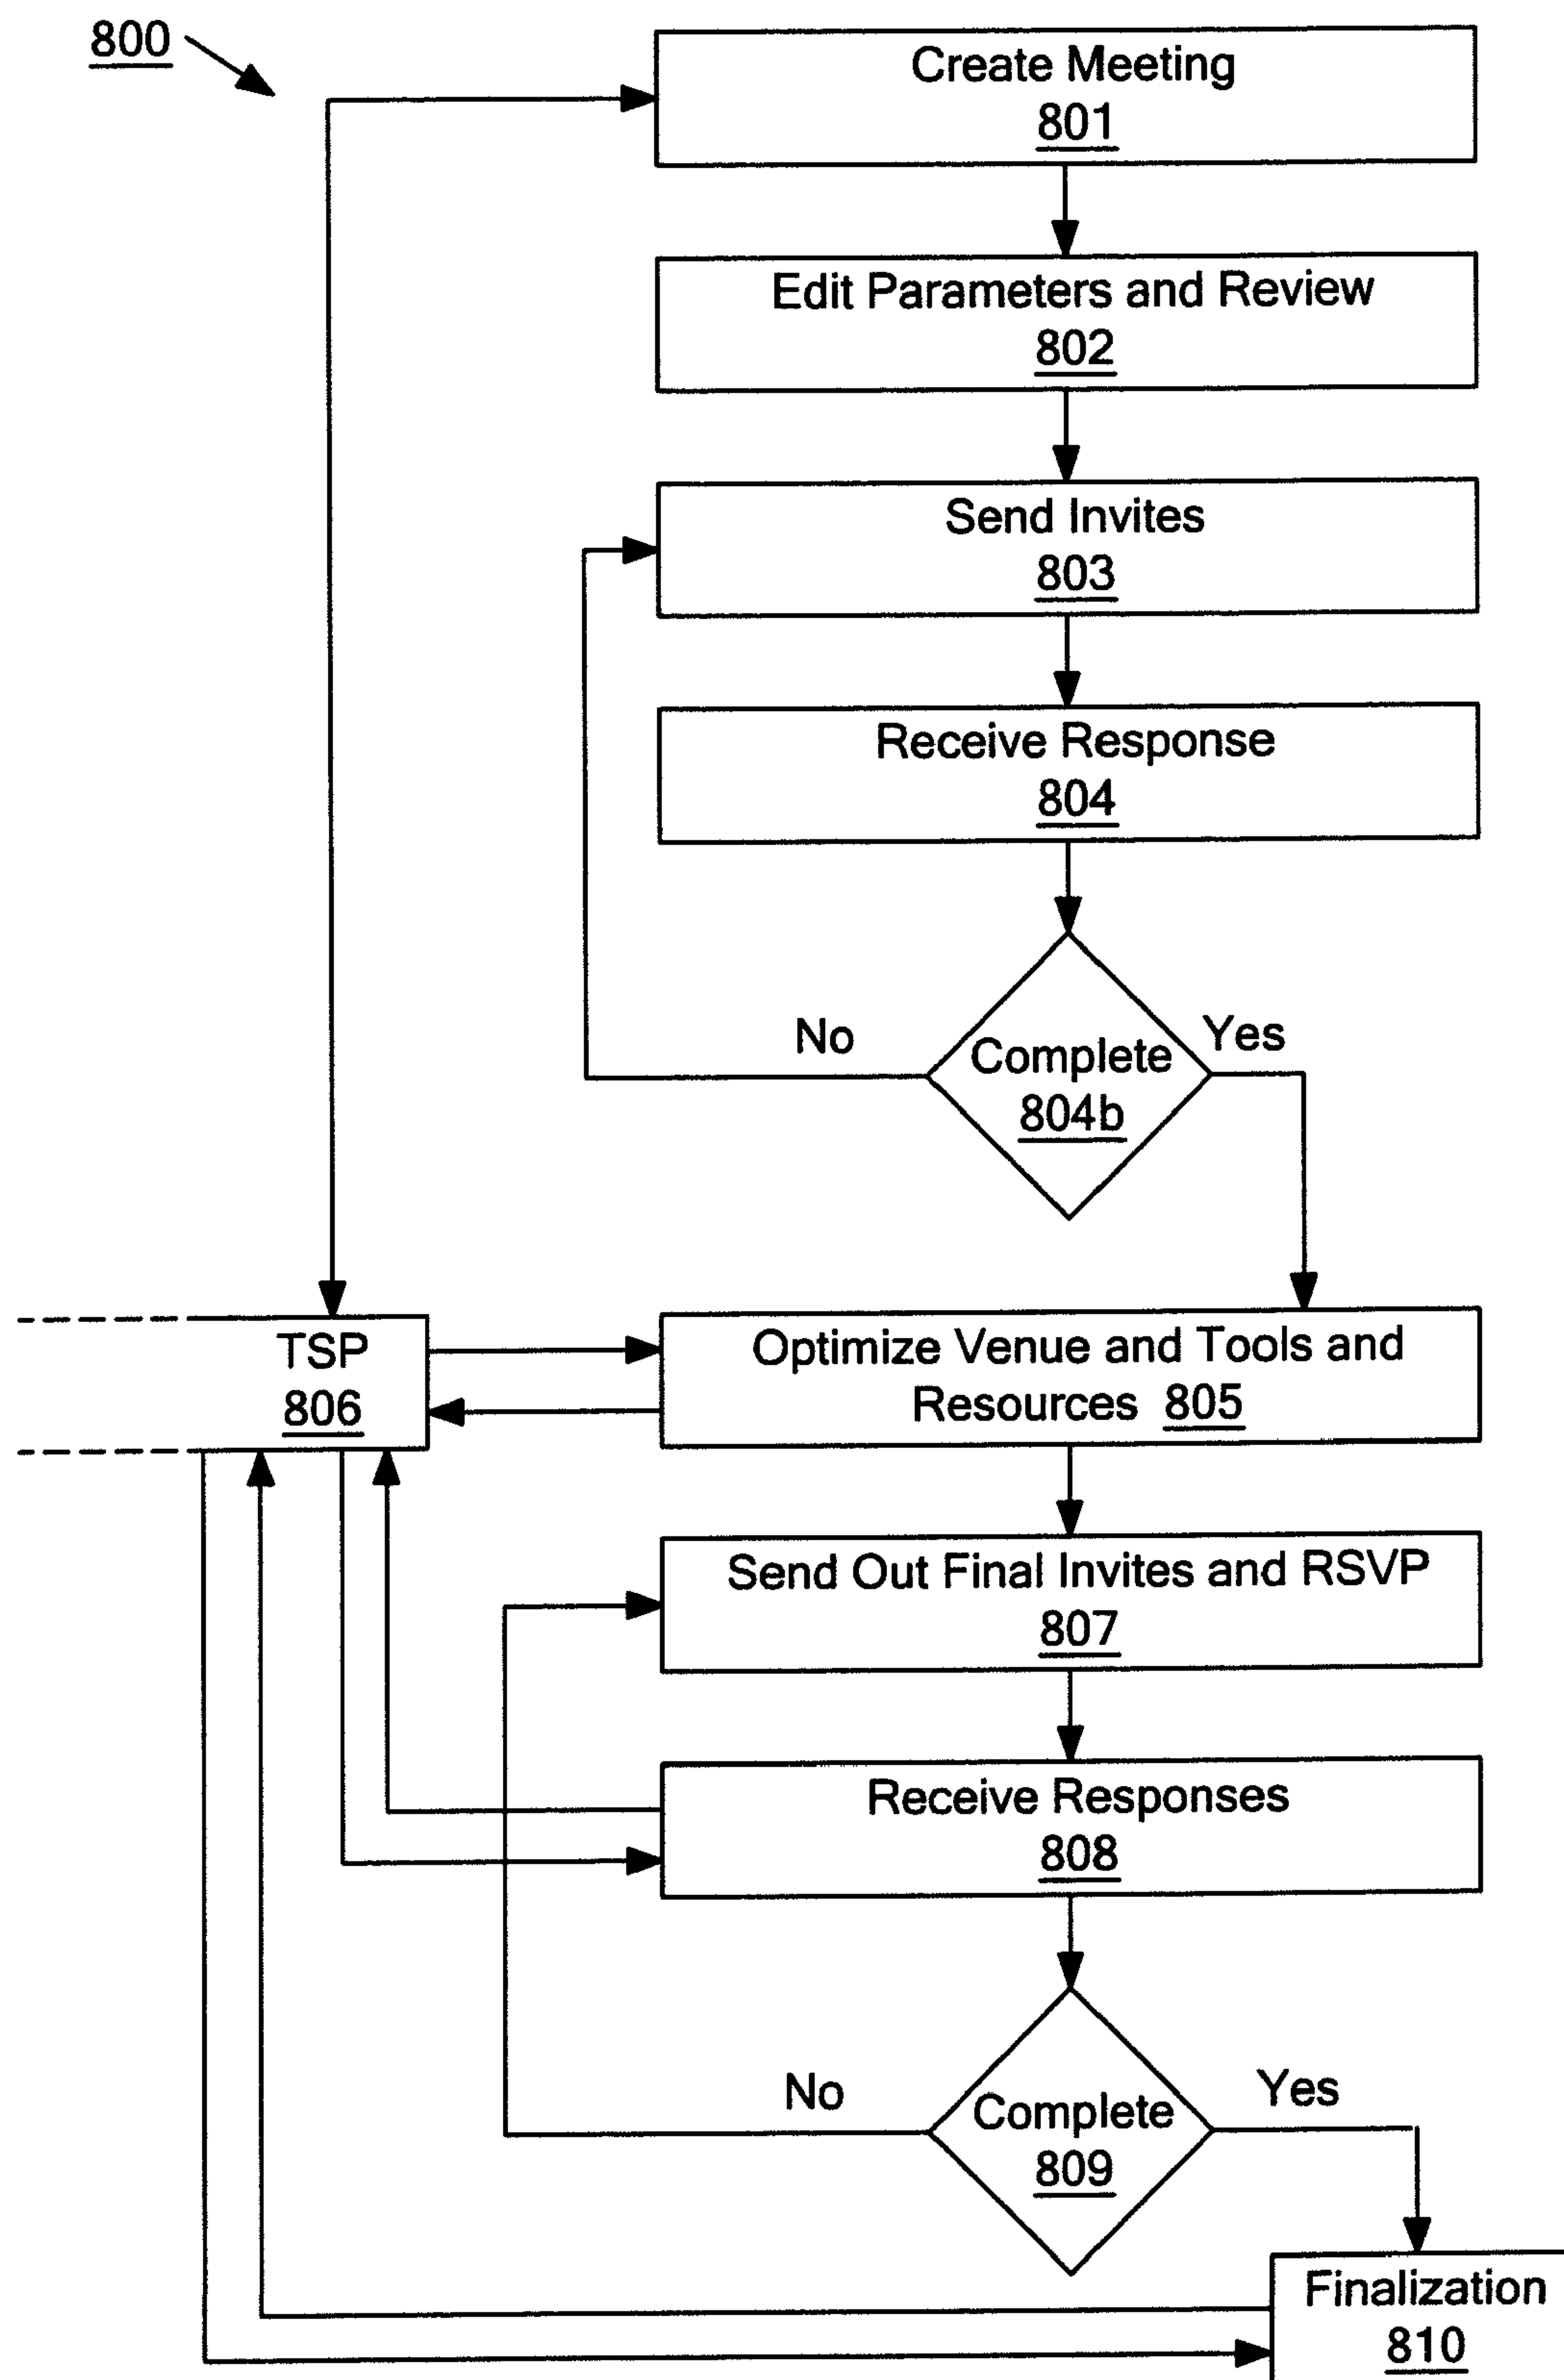 800
Create Meeting
801
Edit Parameters and Review
802
Send Invites
803
Receive Response
804
No
Yes
Complete
804b
TSP
806
Optimize Venue and Tools and
Resources 805
Send Out Final Invites and RSVP
807
Receive Responses
808
No
Yes
Complete
809
Finalization
810